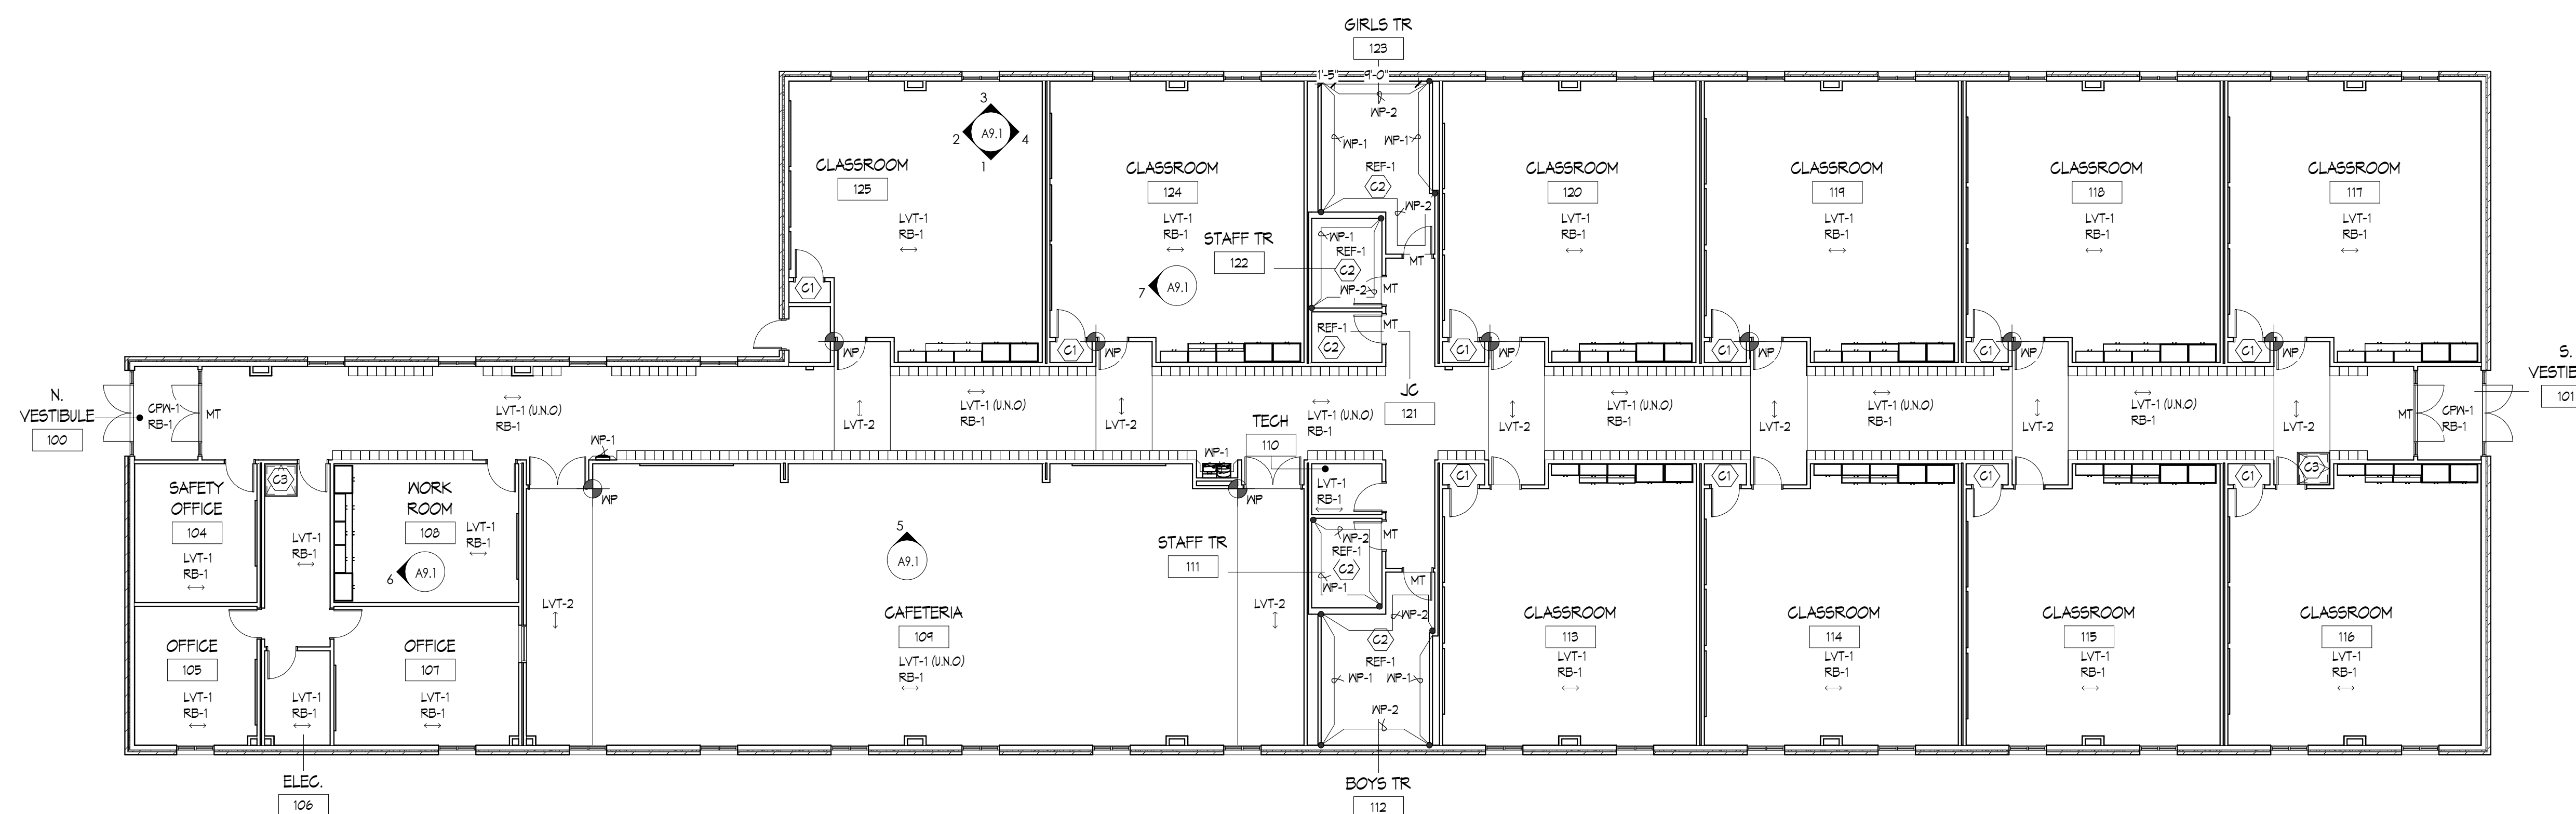 GIRLS TR
123
1'-5"
9'-0"
CLASSROOM
125
LVT-1
RB-1
3
2
A9.1
4
1
C1
CLASSROOM
124
LVT-1
RB-1
7
A9.1
C1
WP-2
WP-1
WP-1
REF-1
C2
WP-2
STAFF TR
122
WP-1
REF-1
C2
WP-2
MT
MT
REF-1
C2
MT
CLASSROOM
120
LVT-1
RB-1
C1
CLASSROOM
119
LVT-1
RB-1
C1
CLASSROOM
118
LVT-1
RB-1
C1
CLASSROOM
117
LVT-1
RB-1
C1
WP
WP
WP
WP
WP
WP
N.
VESTIBULE
100
CPW-1
RB-1
MT
LVT-1 (U.N.O)
RB-1
LVT-2
LVT-1 (U.N.O)
RB-1
LVT-2
LVT-1 (U.N.O)
RB-1
JC
121
LVT-2
LVT-1 (U.N.O)
RB-1
LVT-2
LVT-1 (U.N.O)
RB-1
LVT-2
LVT-1 (U.N.O)
RB-1
LVT-2
MT
CPW-1
RB-1
S.
VESTIB
101
WP-1
WP
WP-1
WP
TECH
110
LVT-1
RB-1
C3
SAFETY
OFFICE
104
LVT-1
RB-1
LVT-1
RB-1
WORK
ROOM
108
LVT-1
RB-1
6
A9.1
OFFICE
105
LVT-1
RB-1
LVT-1
RB-1
ELEC.
106
OFFICE
107
LVT-1
RB-1
LVT-2
5
A9.1
CAFETERIA
109
LVT-1 (U.N.O)
RB-1
LVT-2
STAFF TR
111
WP-2
REF-1
C2
WP-1
MT
MT
WP-2
C2
REF-1
WP-1
WP-1
WP-2
BOYS TR
112
C1
CLASSROOM
113
LVT-1
RB-1
C1
CLASSROOM
114
LVT-1
RB-1
C1
CLASSROOM
115
LVT-1
RB-1
C1
C3
CLASSROOM
116
LVT-1
RB-1